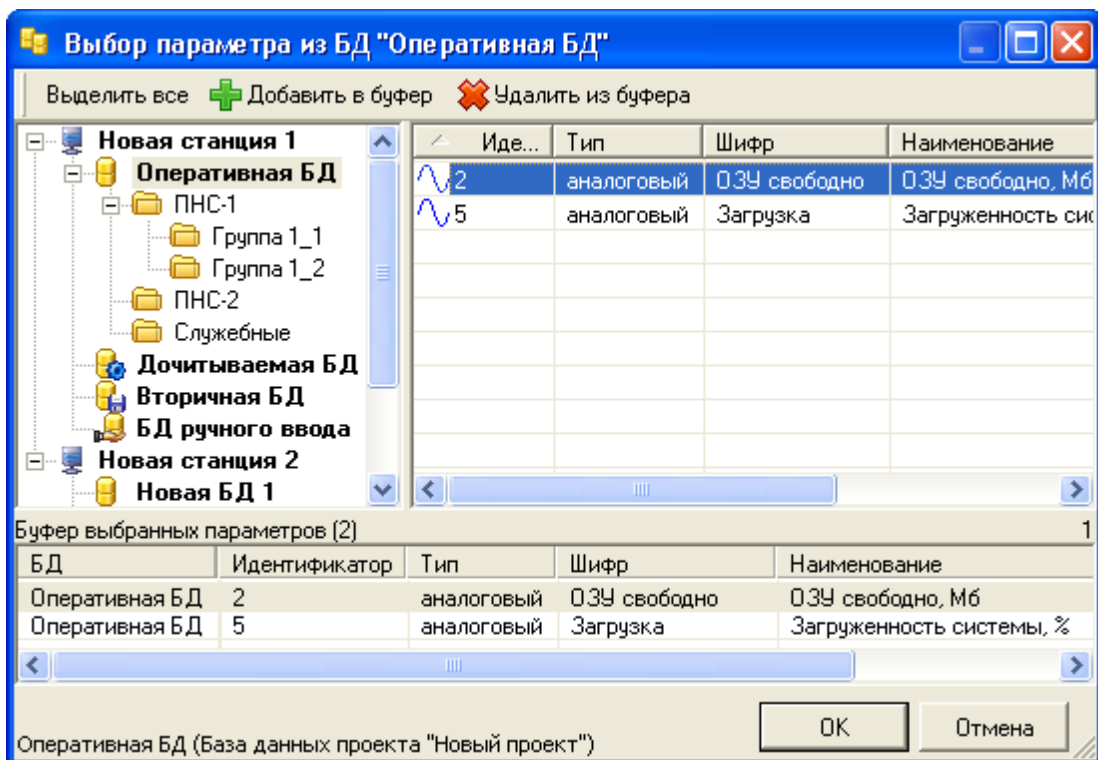 Выбор параметра из БД "Оперативная БД"
Выделить все Добавить в буфер Удалить из буфера
Новая станция 1
Оперативная БД
ПНС-1
Группа 1_1
Группа 1_2
ПНС-2
Служебные
Дочитываемая БД
Вторичная БД
БД ручного ввода
Новая станция 2
Новая БД 1
Иде... Тип Шифр Наименование
2 аналоговый ОЗУ свободно ОЗУ свободно, Мб
5 аналоговый Загрузка Загруженность сис
Буфер выбранных параметров (2) 1
БД Идентификатор Тип Шифр Наименование
Оперативная БД 2 аналоговый ОЗУ свободно ОЗУ свободно, Мб
Оперативная БД 5 аналоговый Загрузка Загруженность системы, %
OK Отмена
Оперативная БД (База данных проекта "Новый проект")